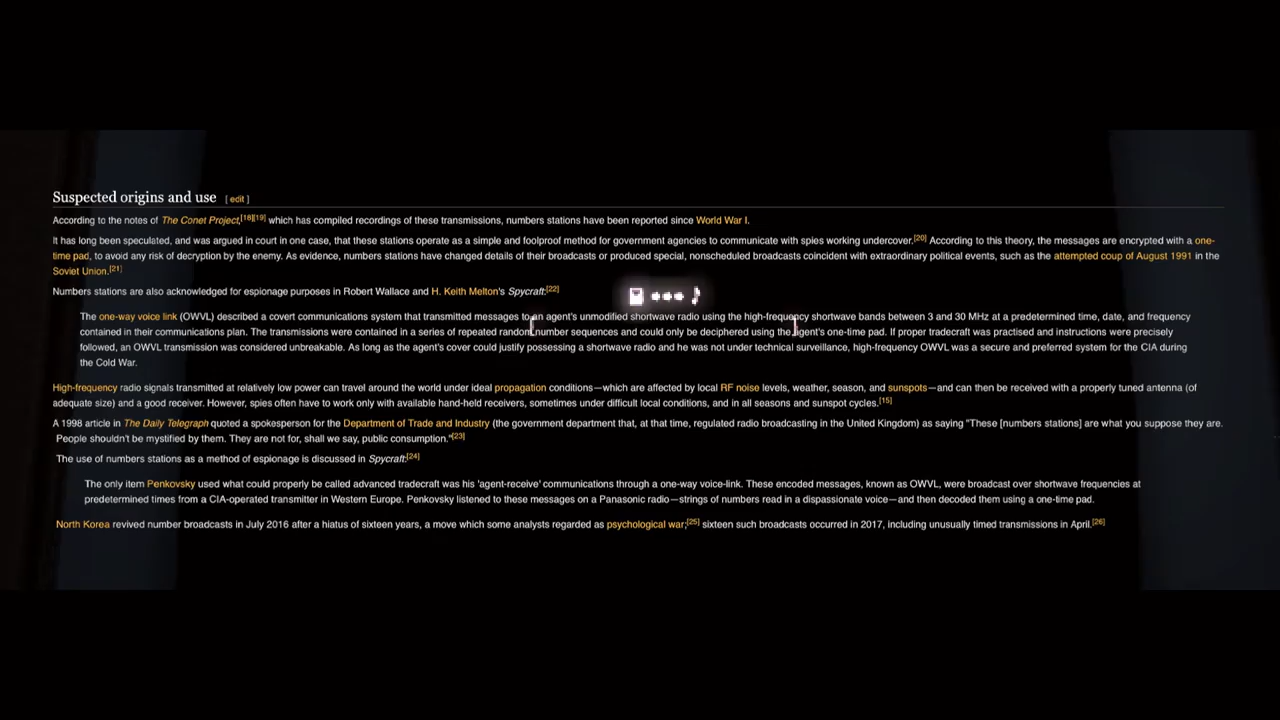 Suspected origins and use [ edit ]
According to the notes of The Conet Project,[18][19] which has compiled recordings of these transmissions, numbers stations have been reported since World War I.
It has long been speculated, and was argued in court in one case, that these stations operate as a simple and foolproof method for government agencies to communicate with spies working undercover.[20] According to this theory, the messages are encrypted with a one-
time pad, to avoid any risk of decryption by the enemy. As evidence, numbers stations have changed details of their broadcasts or produced special, nonscheduled broadcasts coincident with extraordinary political events, such as the attempted coup of August 1991 in the
Soviet Union.[21]
Numbers stations are also acknowledged for espionage purposes in Robert Wallace and H. Keith Melton's Spycraft:[22]
The one-way voice link (OWVL) described a covert communications system that transmitted messages to an agent's unmodified shortwave radio using the high-frequency shortwave bands between 3 and 30 MHz at a predetermined time, date, and frequency
contained in their communications plan. The transmissions were contained in a series of repeated random number sequences and could only be deciphered using the agent's one-time pad. If proper tradecraft was practised and instructions were precisely
followed, an OWVL transmission was considered unbreakable. As long as the agent's cover could justify possessing a shortwave radio and he was not under technical surveillance, high-frequency OWVL was a secure and preferred system for the CIA during
the Cold War.
High-frequency radio signals transmitted at relatively low power can travel around the world under ideal propagation conditions—which are affected by local RF noise levels, weather, season, and sunspots—and can then be received with a properly tuned antenna (of
adequate size) and a good receiver. However, spies often have to work only with available hand-held receivers, sometimes under difficult local conditions, and in all seasons and sunspot cycles.[15]
A 1998 article in The Daily Telegraph quoted a spokesperson for the Department of Trade and Industry (the government department that, at that time, regulated radio broadcasting in the United Kingdom) as saying "These [numbers stations] are what you suppose they are.
People shouldn't be mystified by them. They are not for, shall we say, public consumption."[23]
The use of numbers stations as a method of espionage is discussed in Spycraft:[24]
The only item Penkovsky used what could properly be called advanced tradecraft was his 'agent-receive' communications through a one-way voice-link. These encoded messages, known as OWVL, were broadcast over shortwave frequencies at
predetermined times from a CIA-operated transmitter in Western Europe. Penkovsky listened to these messages on a Panasonic radio—strings of numbers read in a dispassionate voice—and then decoded them using a one-time pad.
North Korea revived number broadcasts in July 2016 after a hiatus of sixteen years, a move which some analysts regarded as psychological war;[25] sixteen such broadcasts occurred in 2017, including unusually timed transmissions in April.[26]